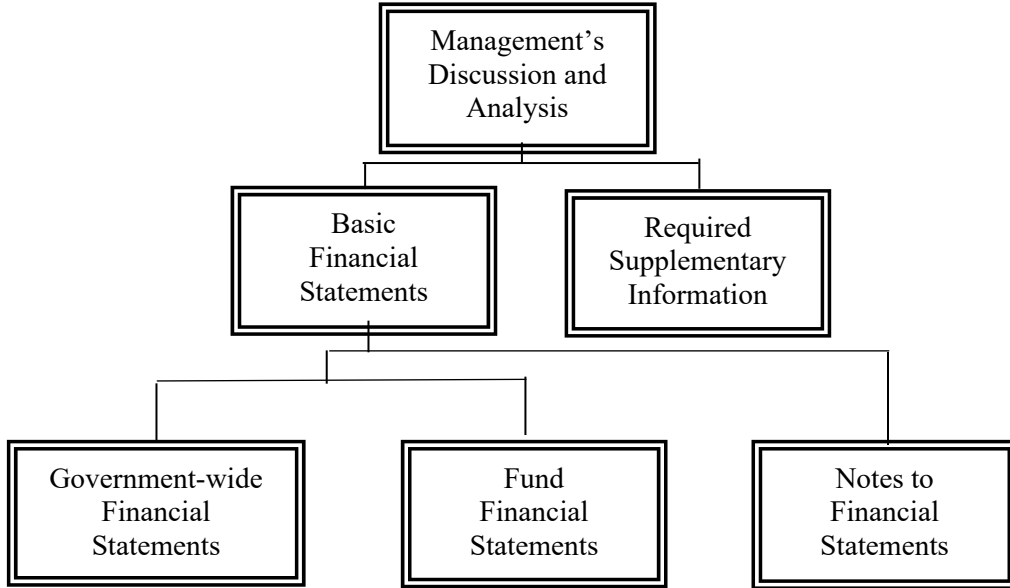 Management’s
Discussion and
Analysis
Basic
Financial
Statements
Required
Supplementary
Information
Government-wide
Financial
Statements
Fund
Financial
Statements
Notes to
Financial
Statements